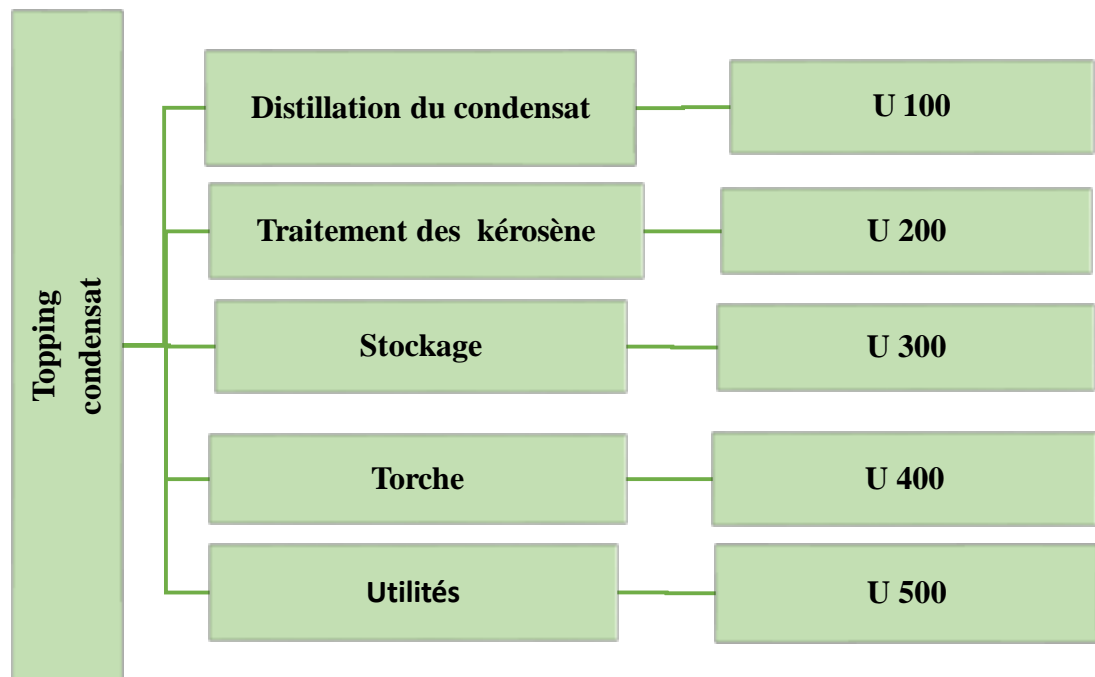 Topping
condensat
Distillation du condensat
U 100
Traitement des kérosène
U 200
Stockage
U 300
Torche
U 400
Utilités
U 500